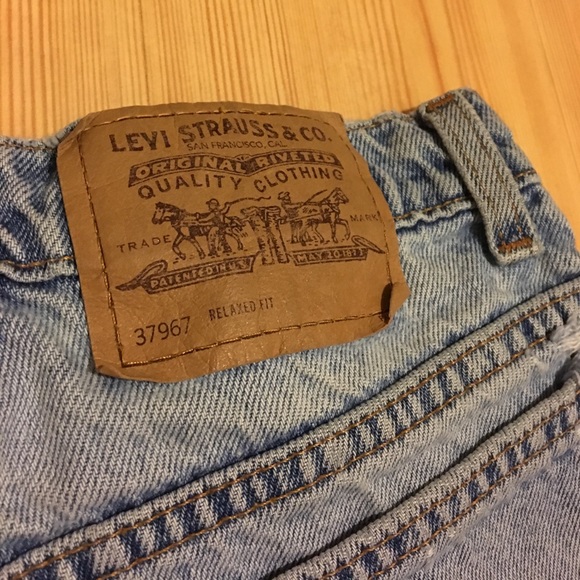 LEVI STRAUSS & CO.
SAN FRANCISCO, CAL.
ORIGINAL RIVETED
QUALITY CLOTHING
TRADE MARK
PATENTED IN U.S. MAY 20 1873
37967 RELAXED FIT